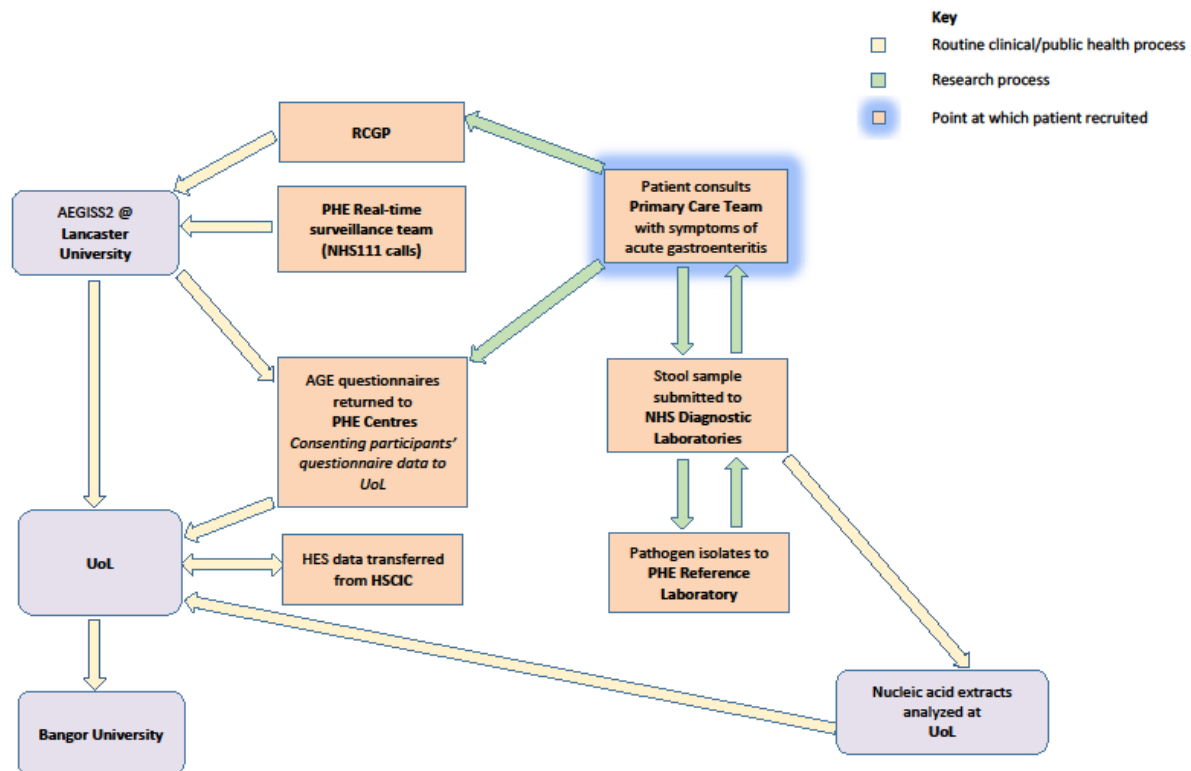 Key
Routine clinical/public health process
Research process
Point at which patient recruited
RCGP
Patient consults
Primary Care Team
with symptoms of
acute gastroenteritis
AEGISS2 @
Lancaster
University
PHE Real-time
surveillance team
(NHS111 calls)
AGE questionnaires
returned to
PHE Centres
Consenting participants'
questionnaire data to
UoL
Stool sample
submitted to
NHS Diagnostic
Laboratories
UoL
HES data transferred
from HSCIC
Pathogen isolates to
PHE Reference
Laboratory
Bangor University
Nucleic acid extracts
analyzed at
UoL